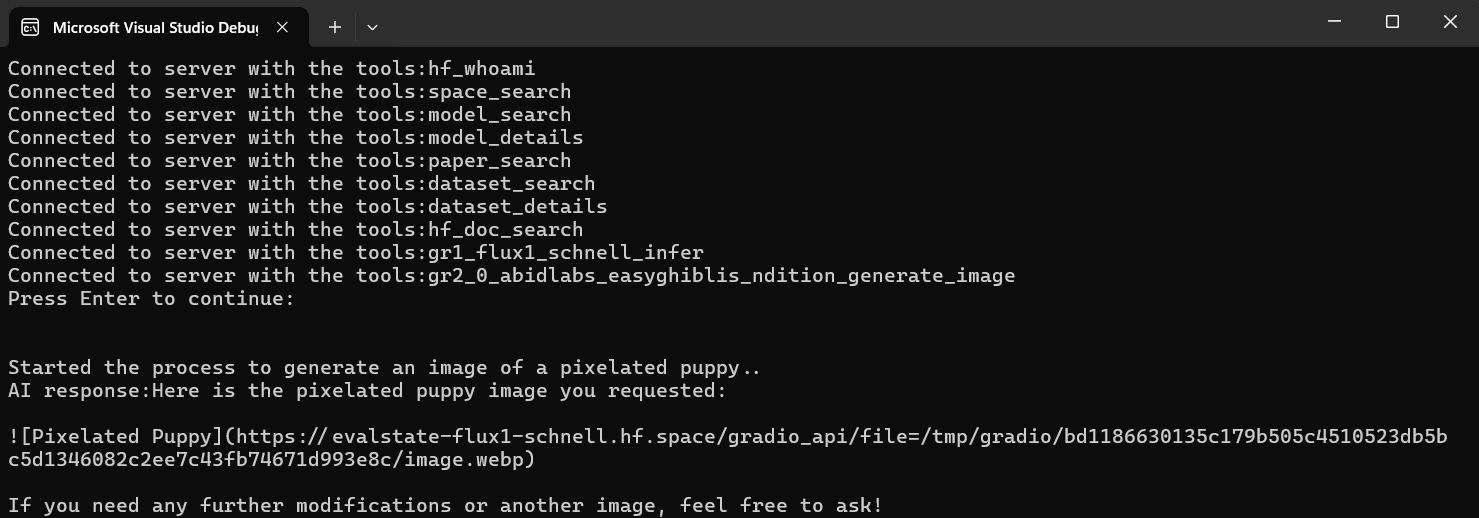 Microsoft Visual Studio Debug
Connected to server with the tools:hf_whoami
Connected to server with the tools:space_search
Connected to server with the tools:model_search
Connected to server with the tools:model_details
Connected to server with the tools:paper_search
Connected to server with the tools:dataset_search
Connected to server with the tools:dataset_details
Connected to server with the tools:hf_doc_search
Connected to server with the tools:gr1_flux1_schnell_infer
Connected to server with the tools:gr2_0_abidlabs_easyghiblis_ndition_generate_image
Press Enter to continue:
Started the process to generate an image of a pixelated puppy..
AI response:Here is the pixelated puppy image you requested:
![Pixelated Puppy](https://evalstate-flux1-schnell.hf.space/gradio_api/file=/tmp/gradio/bd1186630135c179b505c4510523db5b
c5d1346082c2ee7c43fb74671d993e8c/image.webp)
If you need any further modifications or another image, feel free to ask!